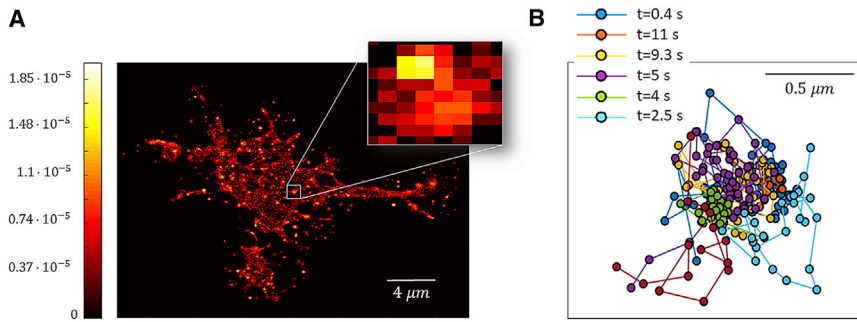 A
1.85 · 10⁻⁵
1.48 · 10⁻⁵
1.1 · 10⁻⁵
0.74 · 10⁻⁵
0.37 · 10⁻⁵
0
4 μm
B
t=0.4 s
t=11 s
t=9.3 s
t=5 s
t=4 s
t=2.5 s
0.5 μm